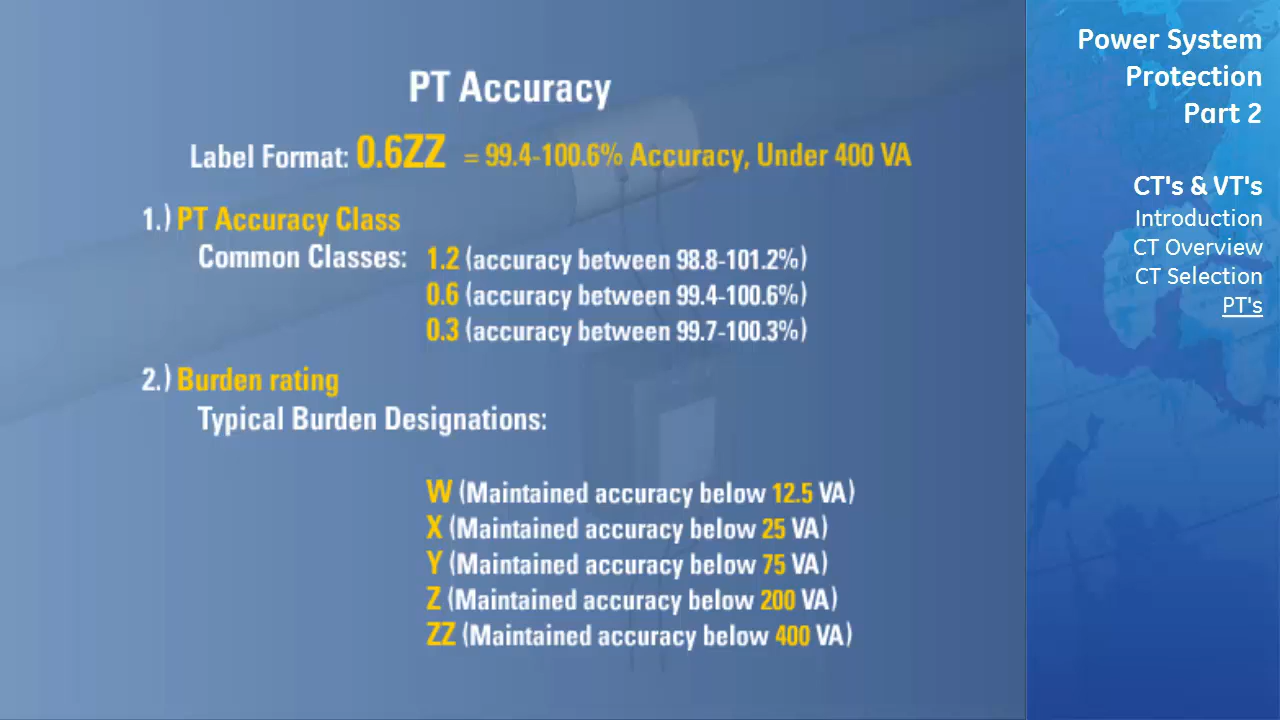 PT Accuracy
Label Format: 0.6ZZ = 99.4-100.6% Accuracy, Under 400 VA
1.) PT Accuracy Class
Common Classes: 1.2 (accuracy between 98.8-101.2%)
0.6 (accuracy between 99.4-100.6%)
0.3 (accuracy between 99.7-100.3%)
2.) Burden rating
Typical Burden Designations:
W (Maintained accuracy below 12.5 VA)
X (Maintained accuracy below 25 VA)
Y (Maintained accuracy below 75 VA)
Z (Maintained accuracy below 200 VA)
ZZ (Maintained accuracy below 400 VA)
Power System
Protection
Part 2
CT's & VT's
Introduction
CT Overview
CT Selection
PT's